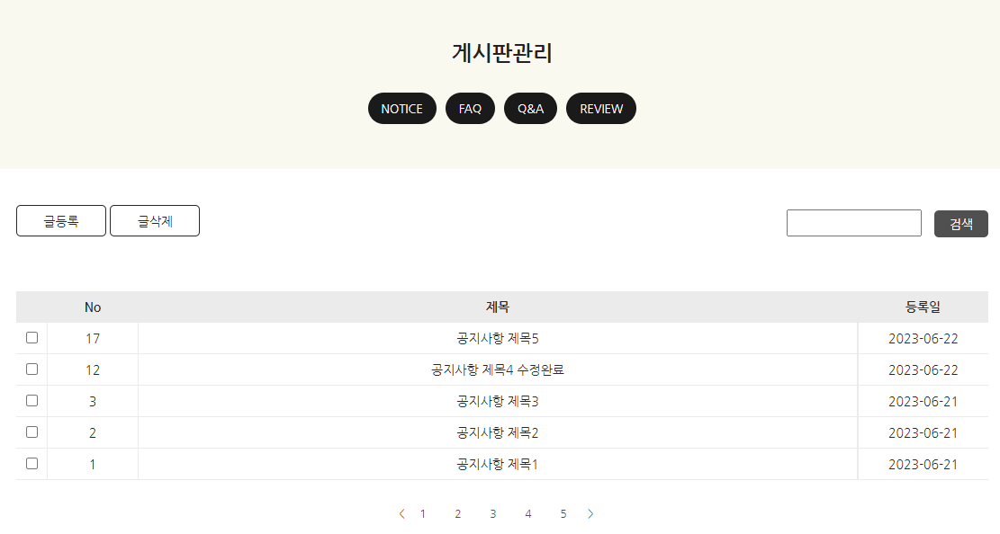 게시판관리
NOTICE FAQ Q&A REVIEW
글등록 글삭제 검색
No 제목 등록일
17 공지사항 제목5 2023-06-22
12 공지사항 제목4 수정완료 2023-06-22
3 공지사항 제목3 2023-06-21
2 공지사항 제목2 2023-06-21
1 공지사항 제목1 2023-06-21
< 1 2 3 4 5 >